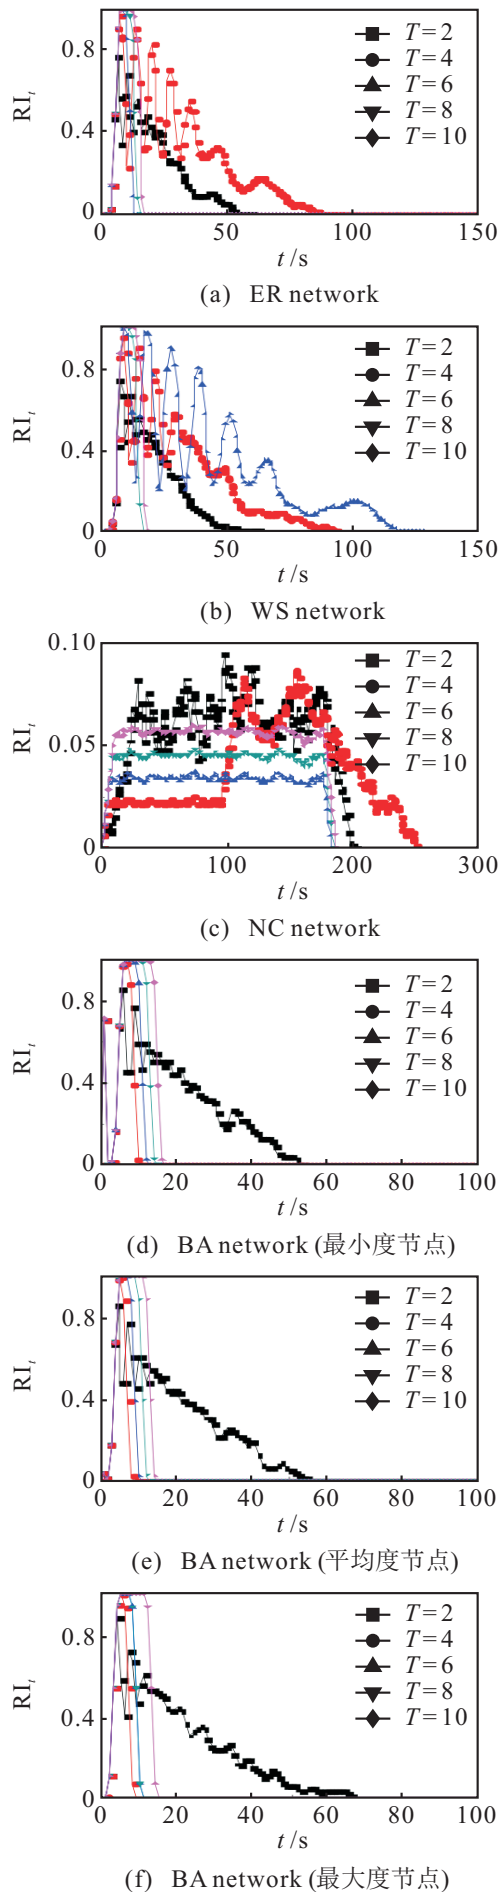 0.8
0.4
0
RI_t
T=2
T=4
T=6
T=8
T=10
0 50 100 150
t/s
(a) ER network
0.8
0.4
0
RI_t
T=2
T=4
T=6
T=8
T=10
0 50 100 150
t/s
(b) WS network
0.10
0.05
0
RI_t
T=2
T=4
T=6
T=8
T=10
0 100 200 300
t/s
(c) NC network
0.8
0.4
0
RI_t
T=2
T=4
T=6
T=8
T=10
0 20 40 60 80 100
t/s
(d) BA network (最小度节点)
0.8
0.4
0
RI_t
T=2
T=4
T=6
T=8
T=10
0 20 40 60 80 100
t/s
(e) BA network (平均度节点)
0.8
0.4
0
RI_t
T=2
T=4
T=6
T=8
T=10
0 20 40 60 80 100
t/s
(f) BA network (最大度节点)